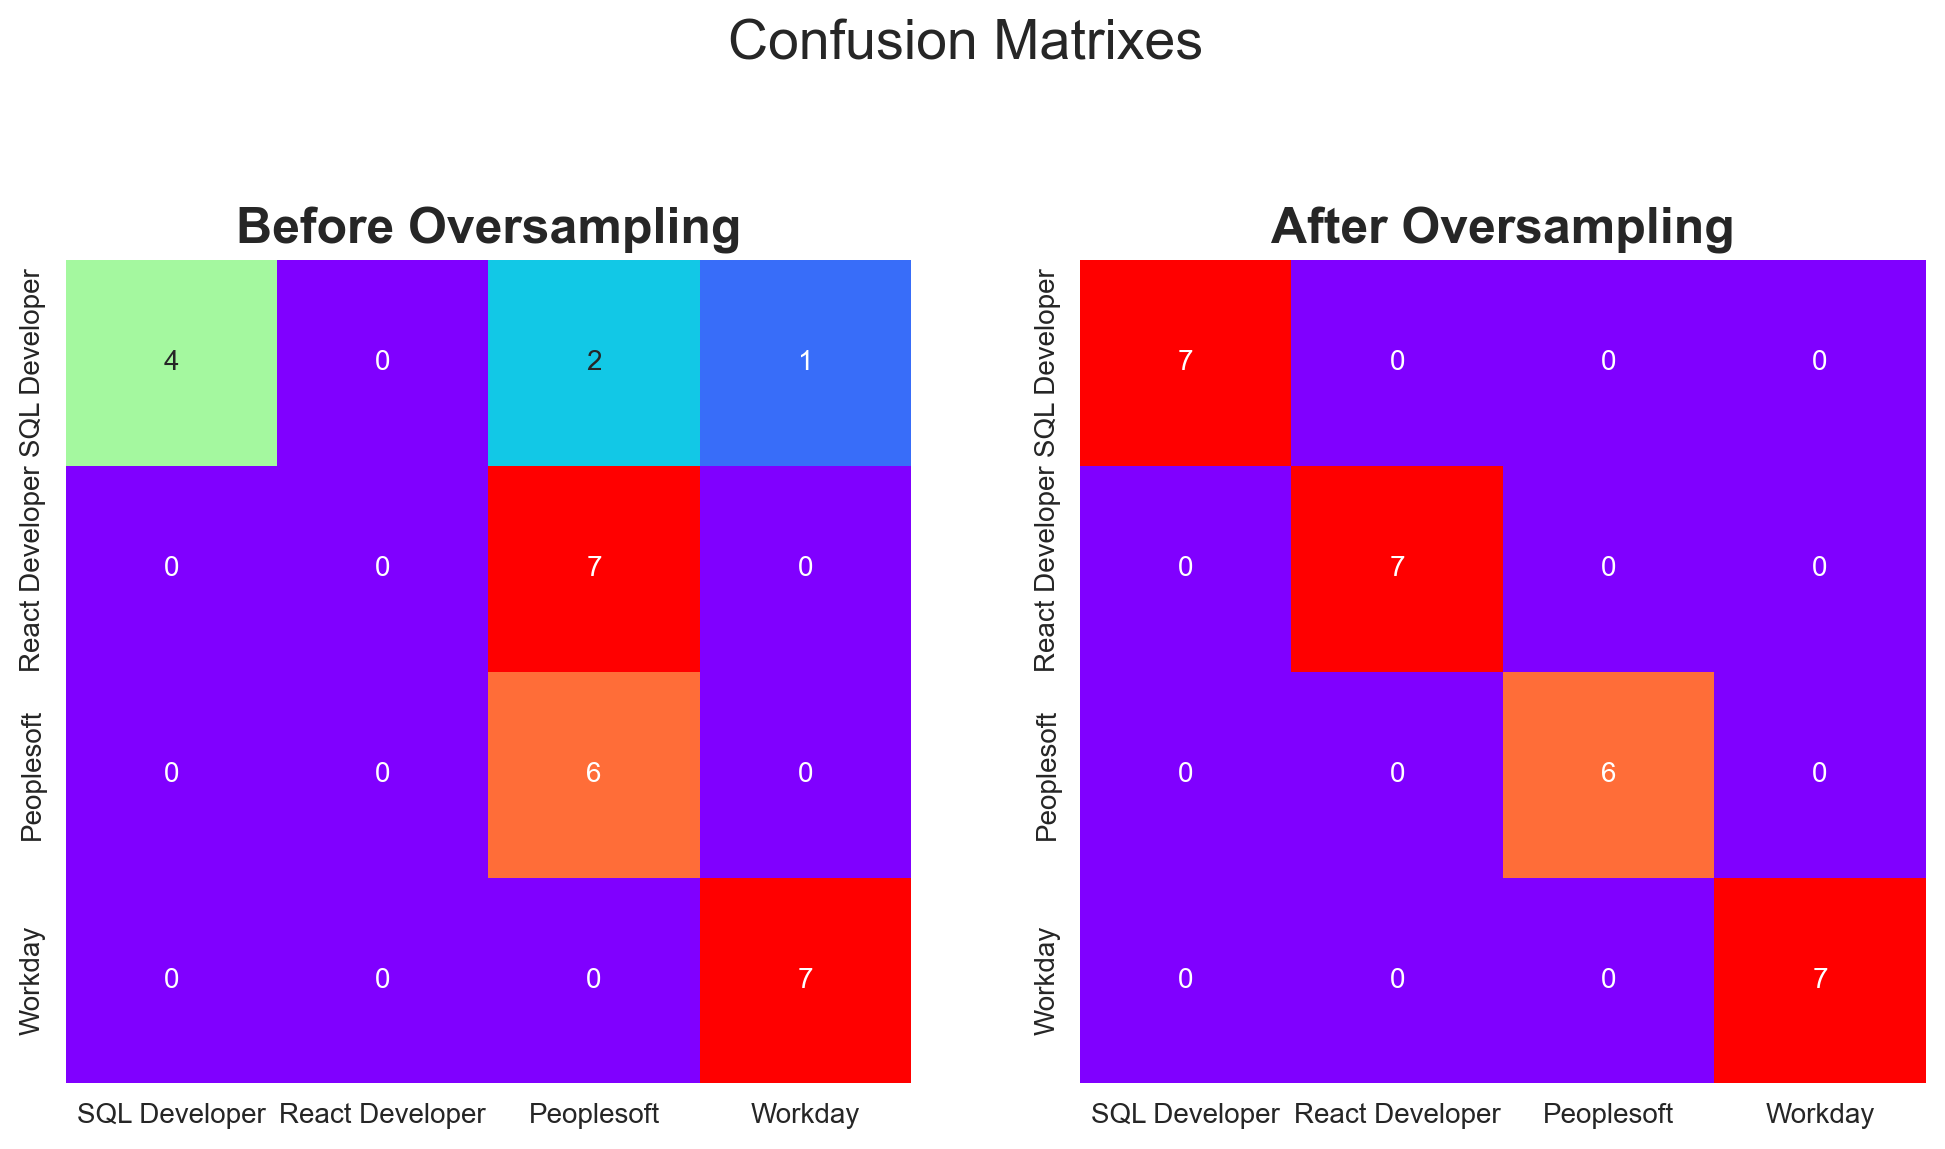 Confusion Matrixes
Before Oversampling
SQL Developer
React Developer
Peoplesoft
Workday
4 0 2 1
0 0 7 0
0 0 6 0
0 0 0 7
SQL Developer React Developer Peoplesoft Workday
After Oversampling
SQL Developer
React Developer
Peoplesoft
Workday
7 0 0 0
0 7 0 0
0 0 6 0
0 0 0 7
SQL Developer React Developer Peoplesoft Workday